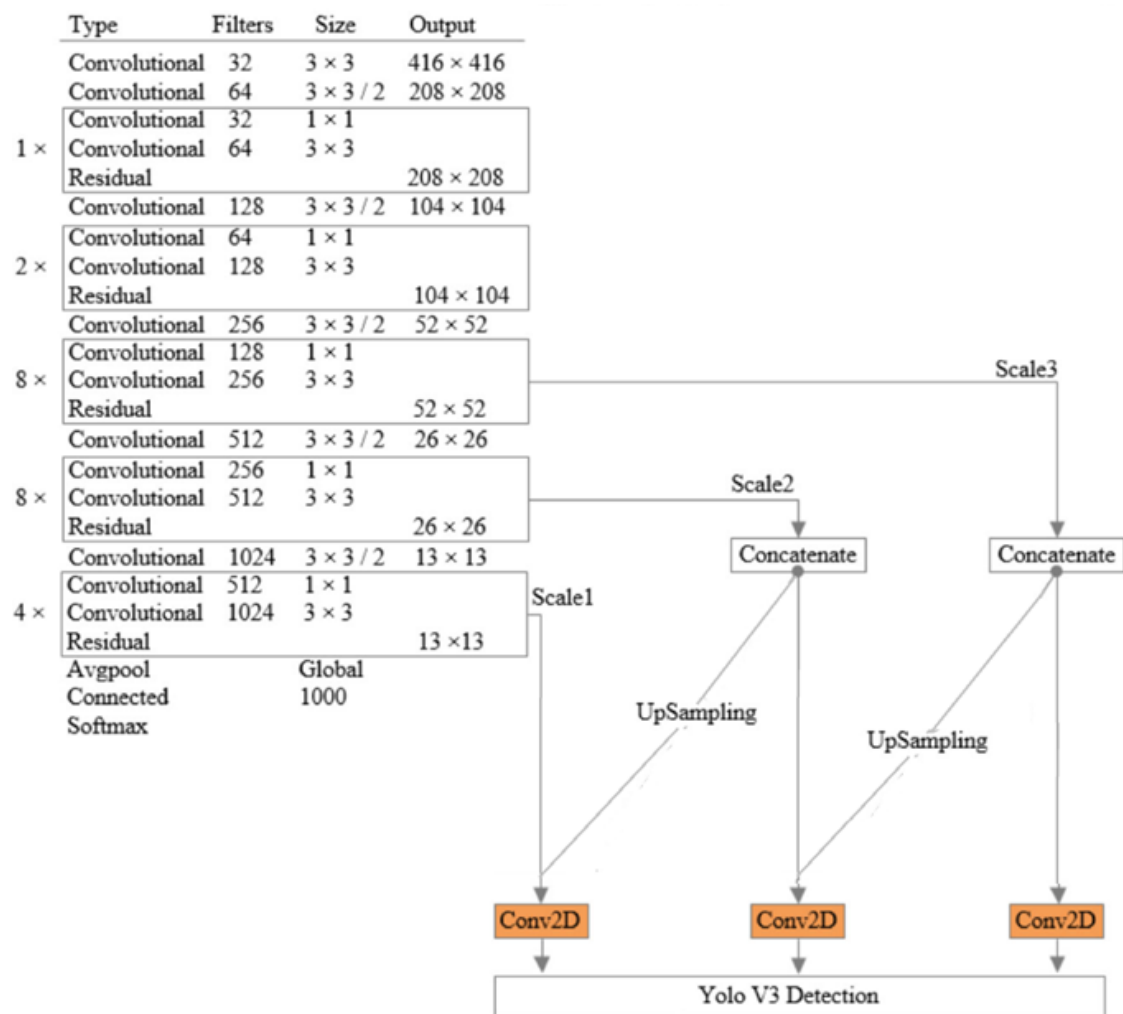 Type Filters Size Output
Convolutional 32 3 × 3 416 × 416
Convolutional 64 3 × 3 / 2 208 × 208
Convolutional 32 1 × 1
1 × Convolutional 64 3 × 3
Residual 208 × 208
Convolutional 128 3 × 3 / 2 104 × 104
Convolutional 64 1 × 1
2 × Convolutional 128 3 × 3
Residual 104 × 104
Convolutional 256 3 × 3 / 2 52 × 52
Convolutional 128 1 × 1
8 × Convolutional 256 3 × 3
Residual 52 × 52
Convolutional 512 3 × 3 / 2 26 × 26
Convolutional 256 1 × 1
8 × Convolutional 512 3 × 3
Residual 26 × 26
Convolutional 1024 3 × 3 / 2 13 × 13
Convolutional 512 1 × 1
4 × Convolutional 1024 3 × 3
Residual 13 ×13
Avgpool Global
Connected 1000
Softmax
Scale3
Scale2
Concatenate Concatenate
Scale1
UpSampling
UpSampling
Conv2D Conv2D Conv2D
Yolo V3 Detection